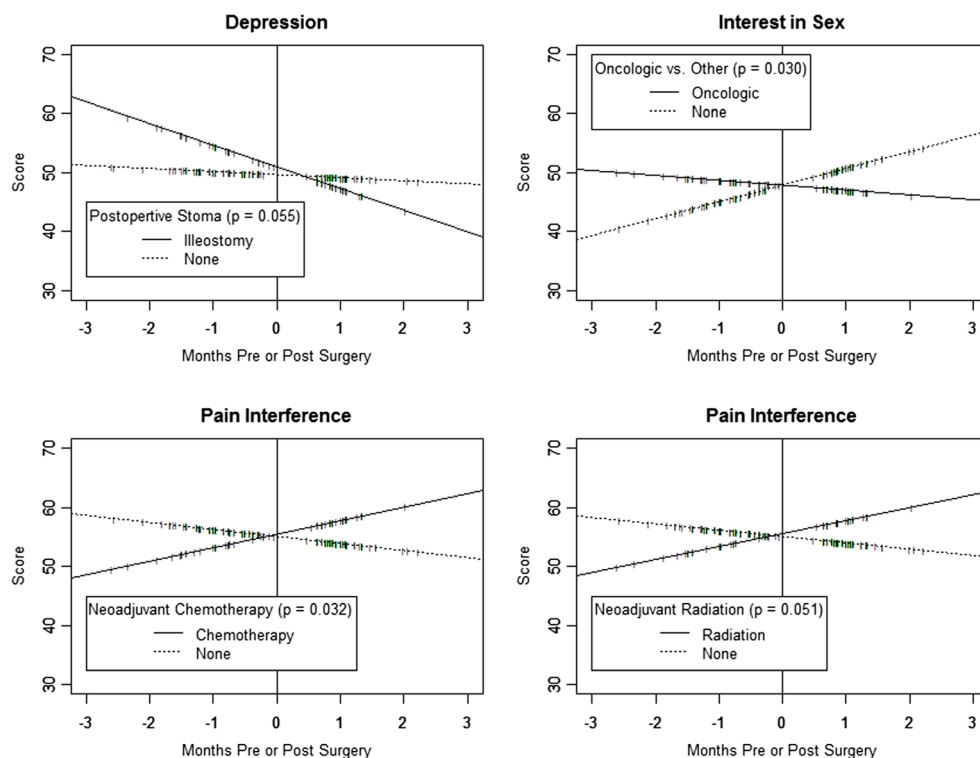 Depression
Score
70
60
50
40
30
Postopertive Stoma (p = 0.055)
Illeostomy
None
-3 -2 -1 0 1 2 3
Months Pre or Post Surgery
Interest in Sex
Score
70
60
50
40
30
Oncologic vs. Other (p = 0.030)
Oncologic
None
-3 -2 -1 0 1 2 3
Months Pre or Post Surgery
Pain Interference
Score
70
60
50
40
30
Neoadjuvant Chemotherapy (p = 0.032)
Chemotherapy
None
-3 -2 -1 0 1 2 3
Months Pre or Post Surgery
Pain Interference
Score
70
60
50
40
30
Neoadjuvant Radiation (p = 0.051)
Radiation
None
-3 -2 -1 0 1 2 3
Months Pre or Post Surgery